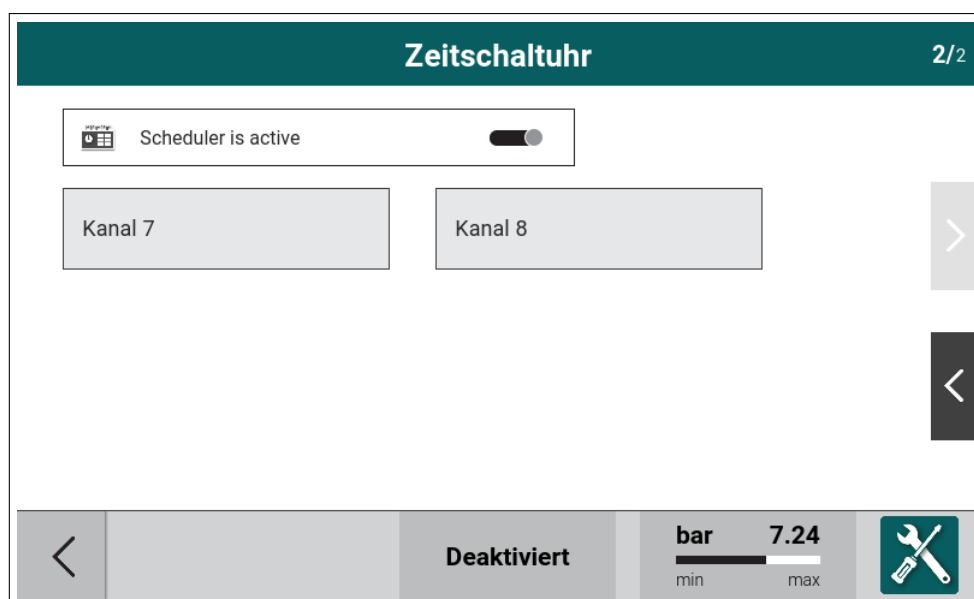 Zeitschaltuhr
2/2
Scheduler is active
Kanal 7
Kanal 8
Deaktiviert
bar 7.24
min max